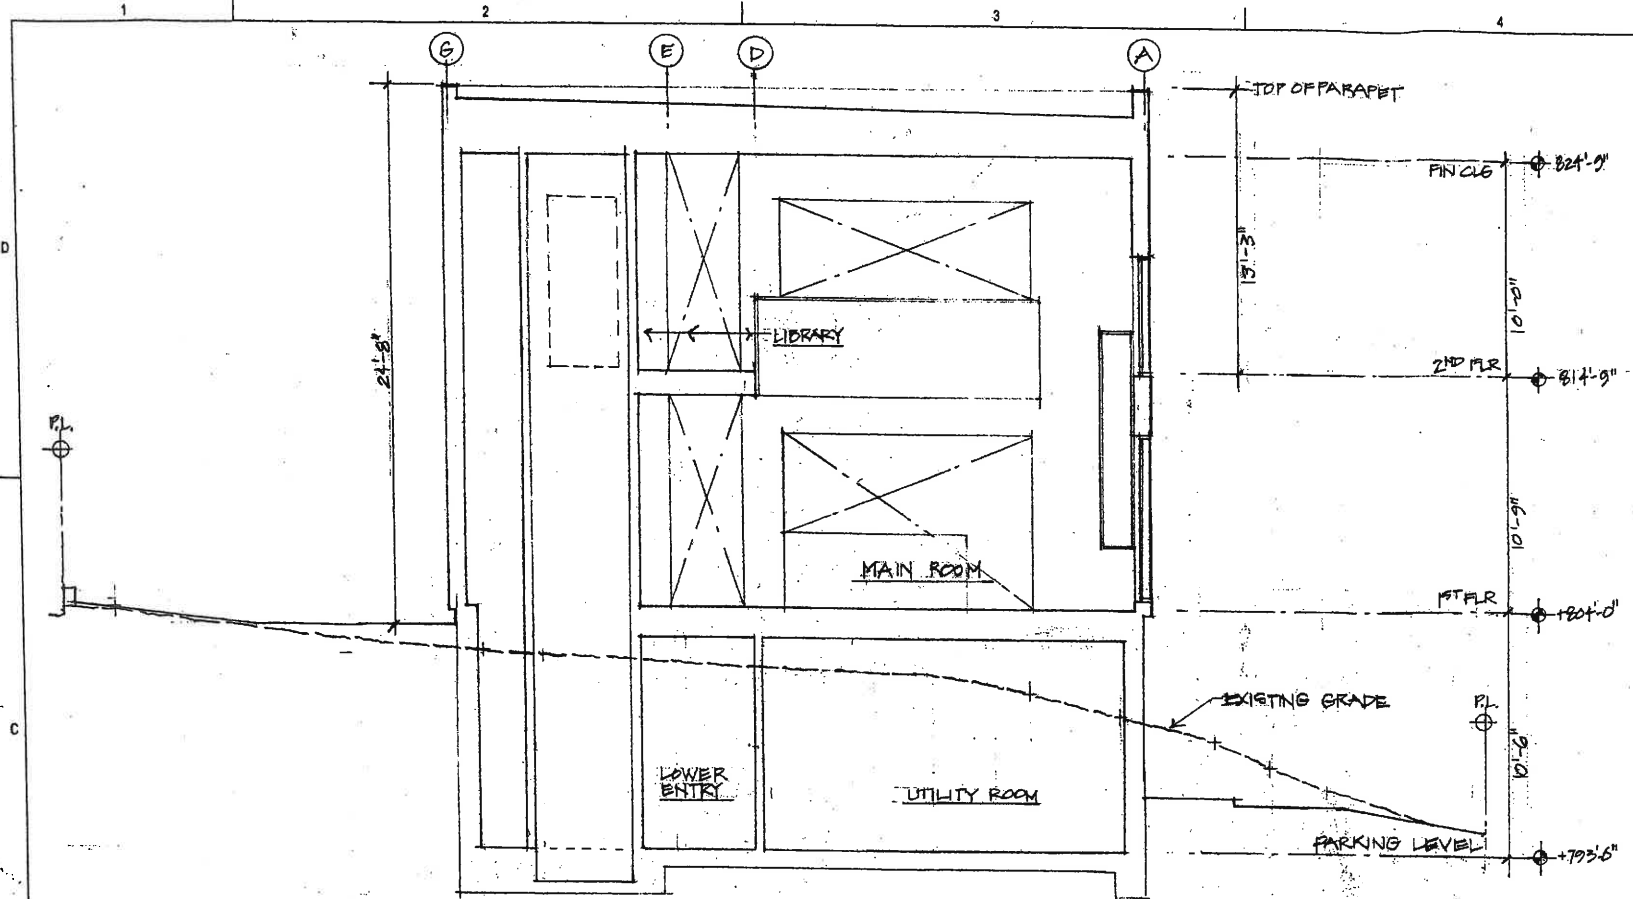 1 2 3 4
G E D A
TOP OF PARAPET
FIN CLG 824'-9"
D
13'-3"
10'-0"
LIBRARY
24'-8"
2ND FLR 814'-9"
P.L.
10'-6"
MAIN ROOM
1ST FLR +804'-0"
EXISTING GRADE
P.L.
C
10'-6"
LOWER
ENTRY
UTILITY ROOM
PARKING LEVEL
+793'-6"